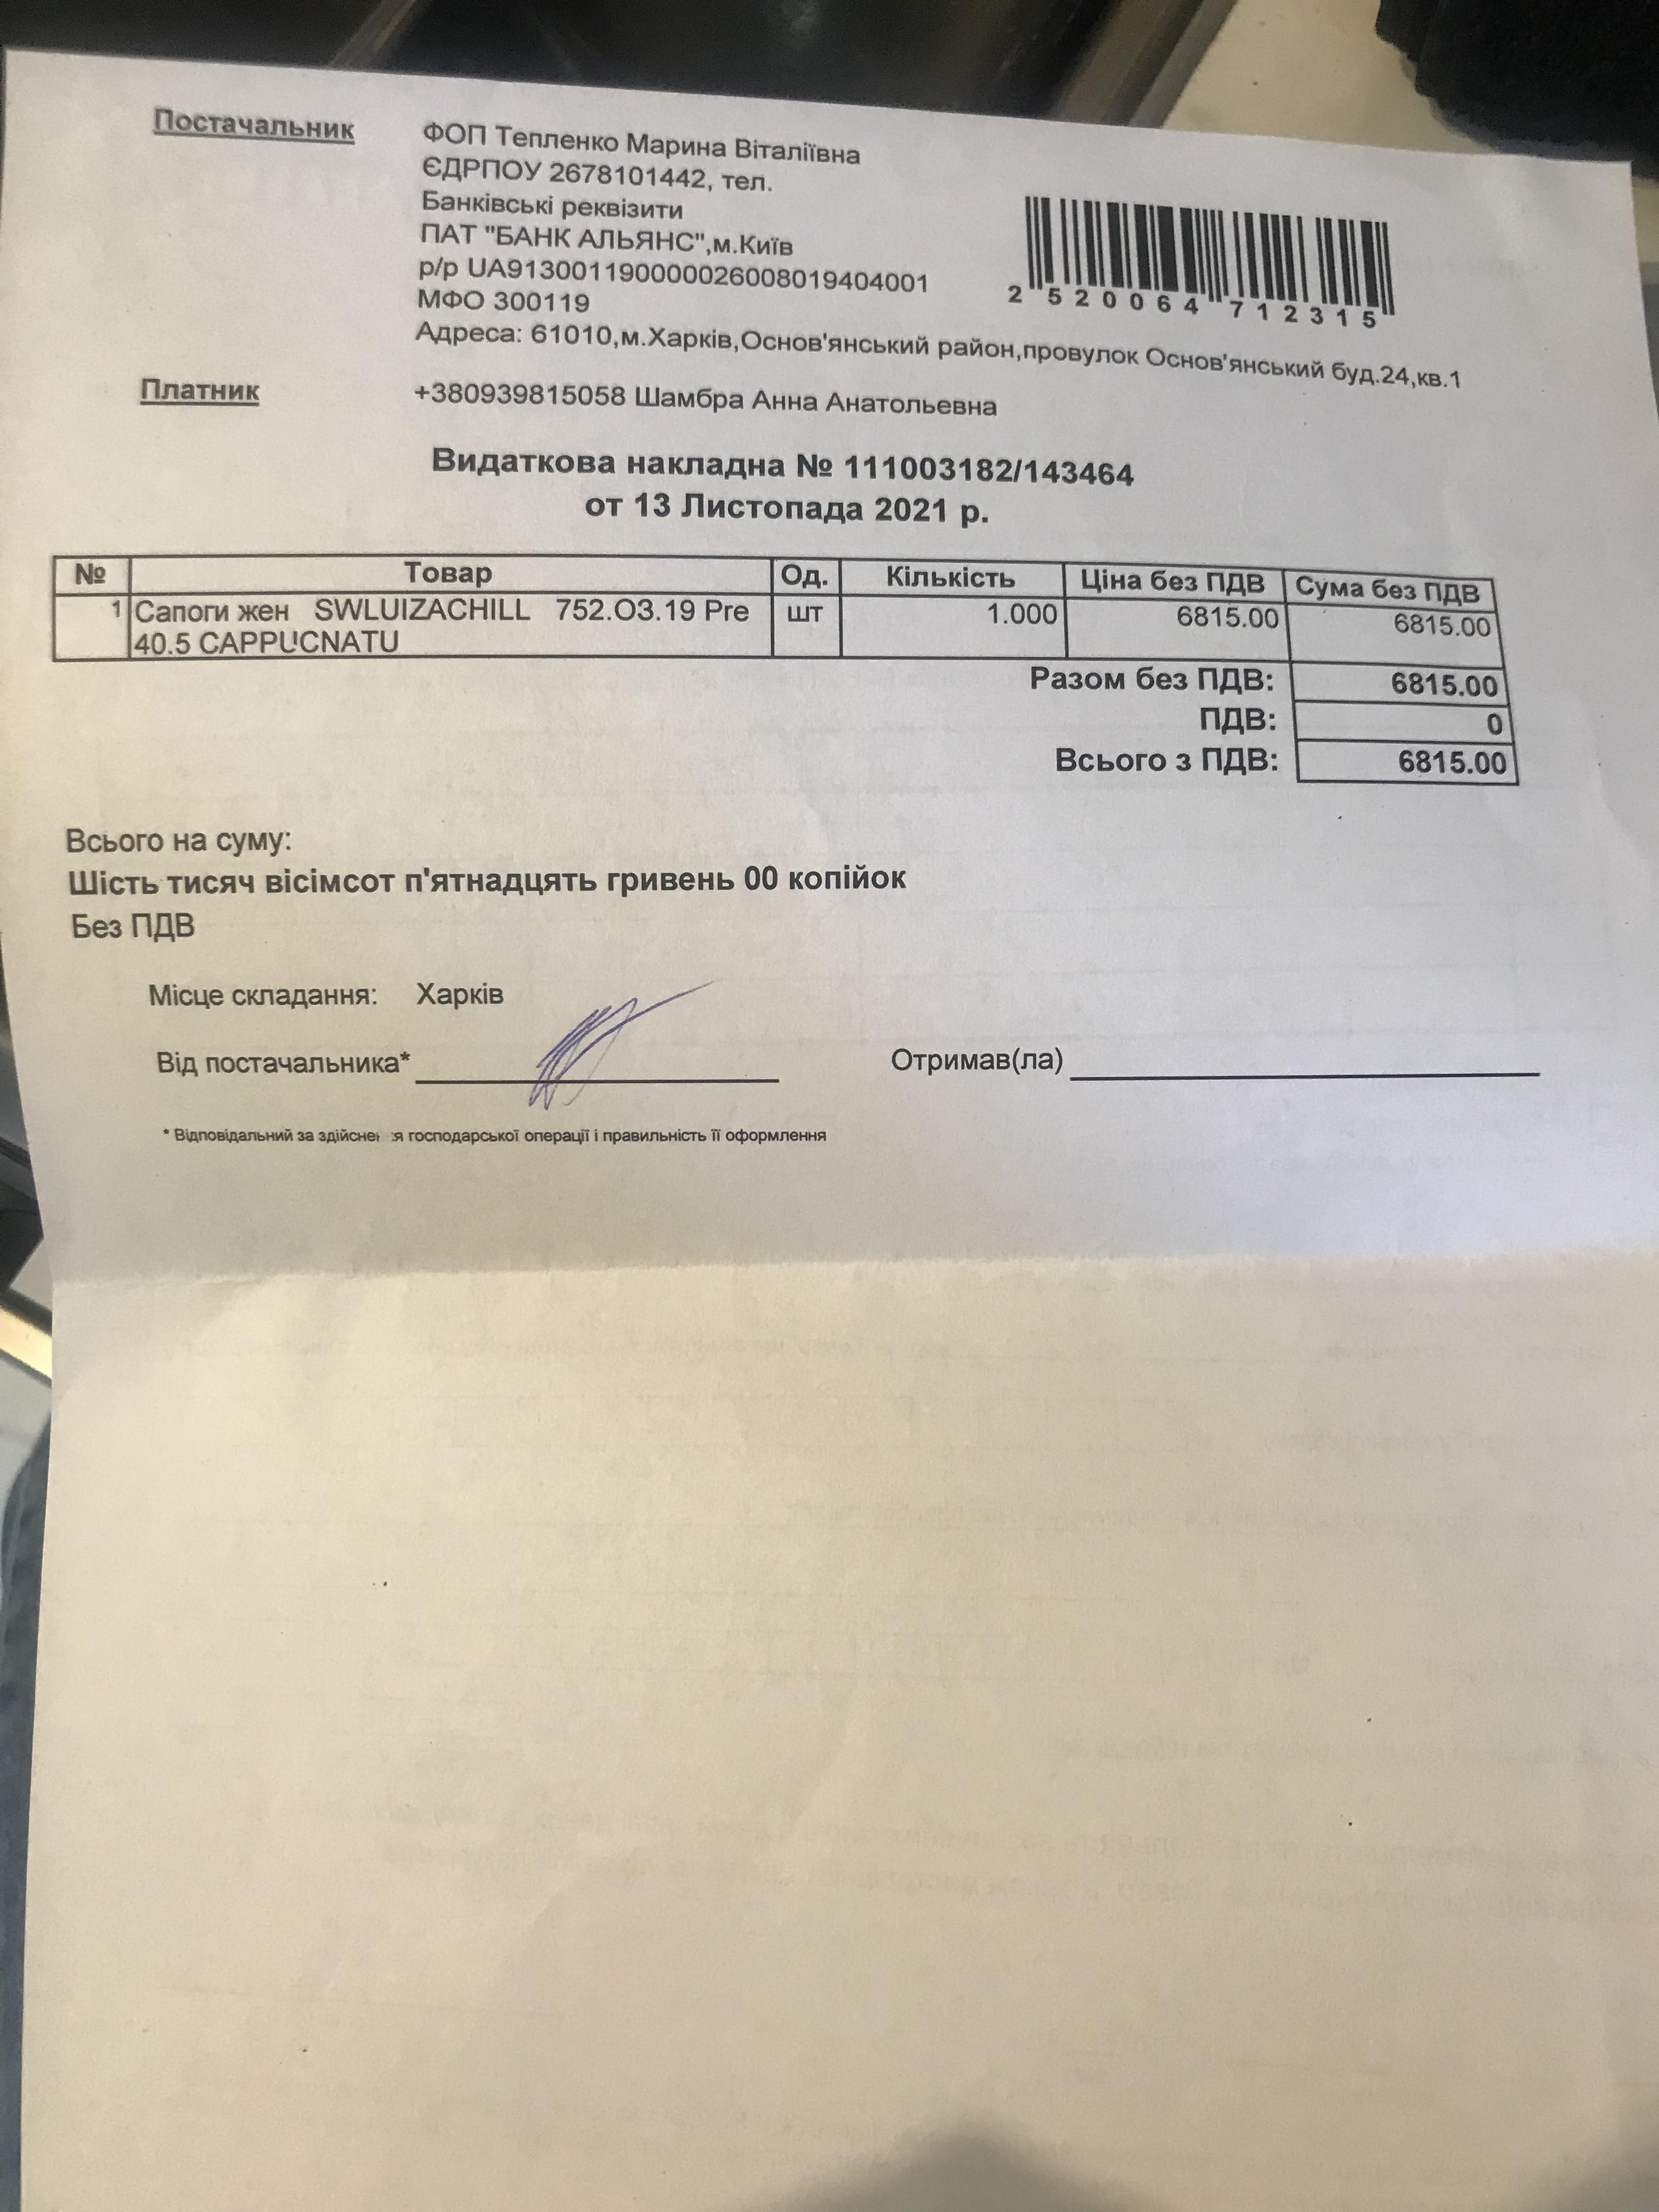 Постачальник
ФОП Тепленко Марина Віталіївна
ЄДРПОУ 2678101442, тел.
Банківські реквізити
ПАТ "БАНК АЛЬЯНС",м.Київ
р/р UA913001190000026008019404001
МФО 300119
Адреса: 61010,м.Харків,Основ'янський район,провулок Основ'янський буд.24,кв.1
2 520064 712315
Платник +380939815058 Шамбра Анна Анатольевна
Видаткова накладна № 111003182/143464
от 13 Листопада 2021 р.
№ Товар Од. Кількість Ціна без ПДВ Сума без ПДВ
1 Сапоги жен SWLUIZACHILL 752.O3.19 Pre шт 1.000 6815.00 6815.00
40.5 CAPPUCNATU
Разом без ПДВ: 6815.00
ПДВ: 0
Всього з ПДВ: 6815.00
Всього на суму:
Шість тисяч вісімсот п'ятнадцять гривень 00 копійок
Без ПДВ
Місце складання: Харків
Від постачальника* Отримав(ла)
* Відповідальний за здійснення господарської операції і правильність її оформлення